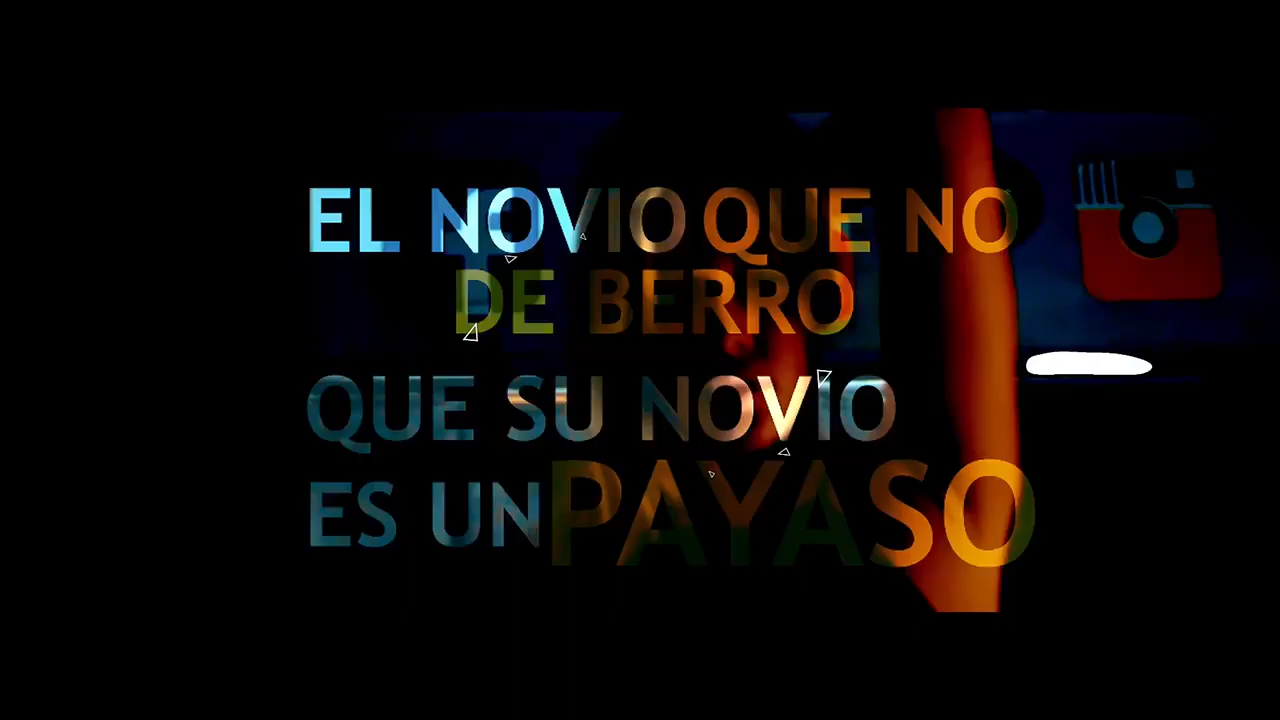 EL NOVIO QUE NO
DE BERRO
QUE SU NOVIO
ES UN PAYASO